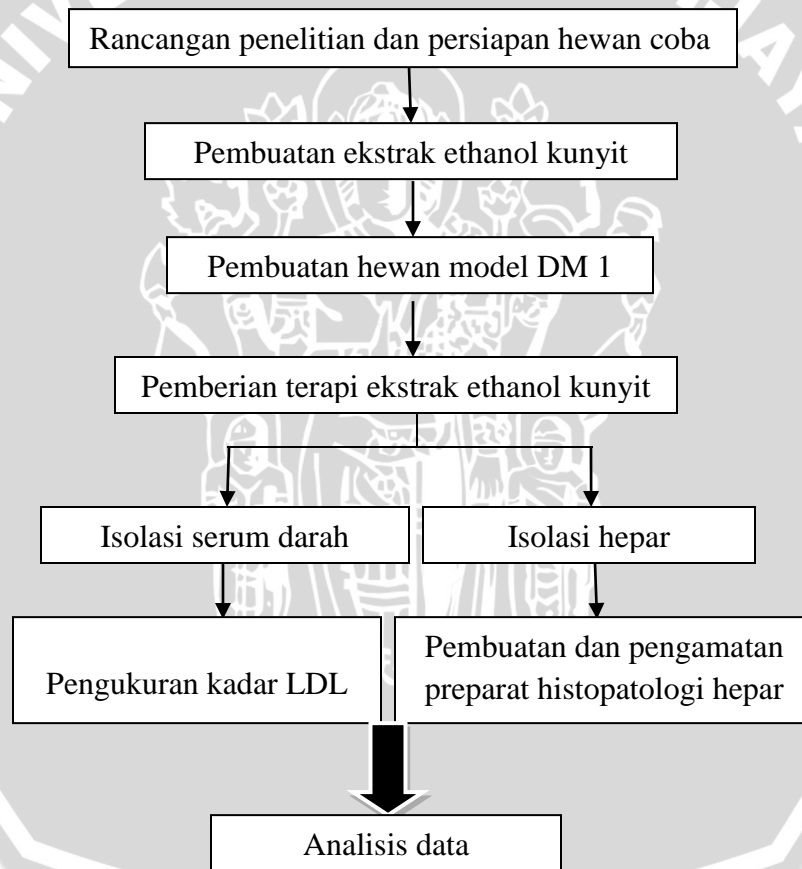 Rancangan penelitian dan persiapan hewan coba
Pembuatan ekstrak ethanol kunyit
Pembuatan hewan model DM 1
Pemberian terapi ekstrak ethanol kunyit
Isolasi serum darah
Isolasi hepar
Pengukuran kadar LDL
Pembuatan dan pengamatan
preparat histopatologi hepar
Analisis data